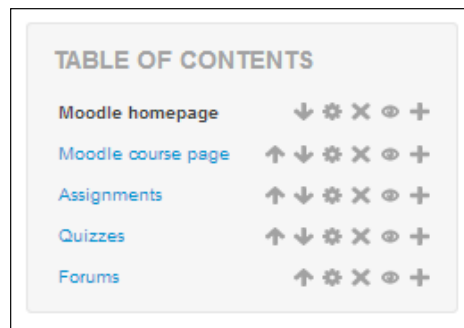 TABLE OF CONTENTS
Moodle homepage
Moodle course page
Assignments
Quizzes
Forums